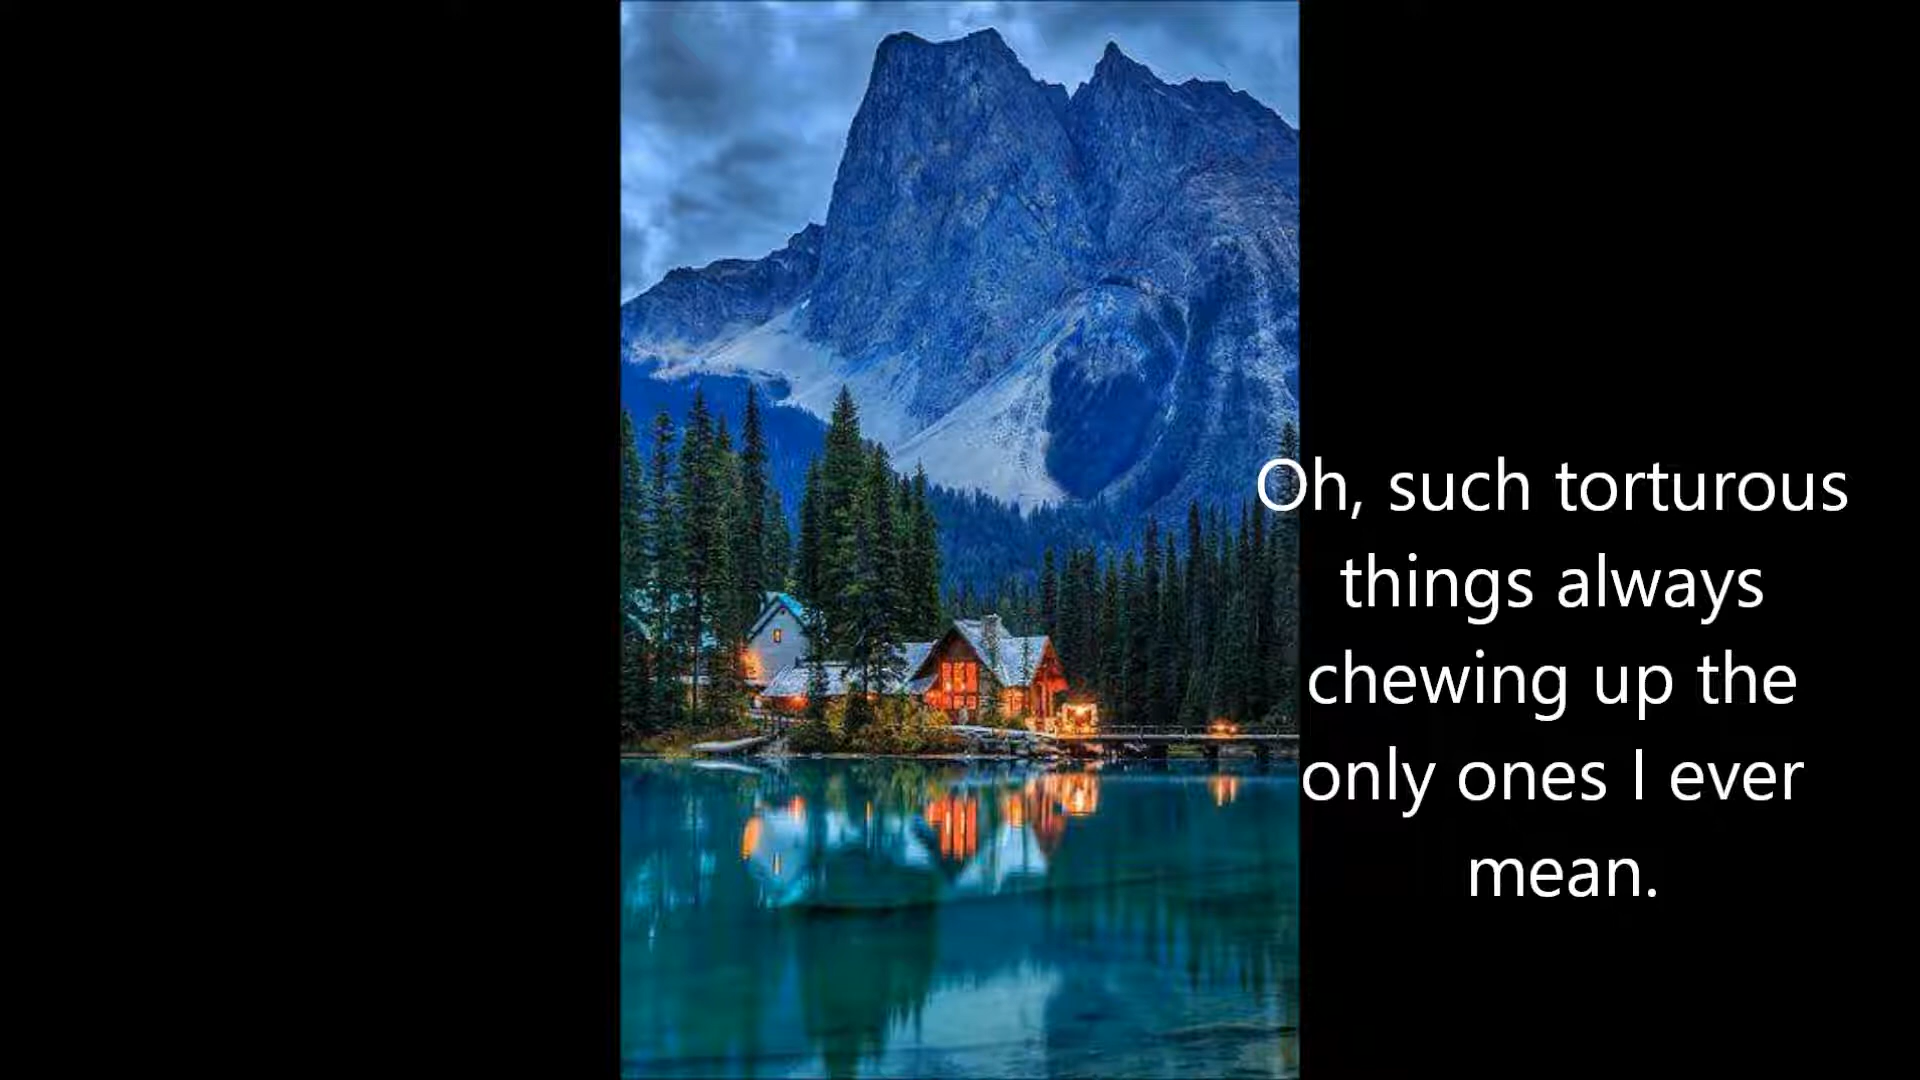 Oh, such torturous
things always
chewing up the
only ones I ever
mean.